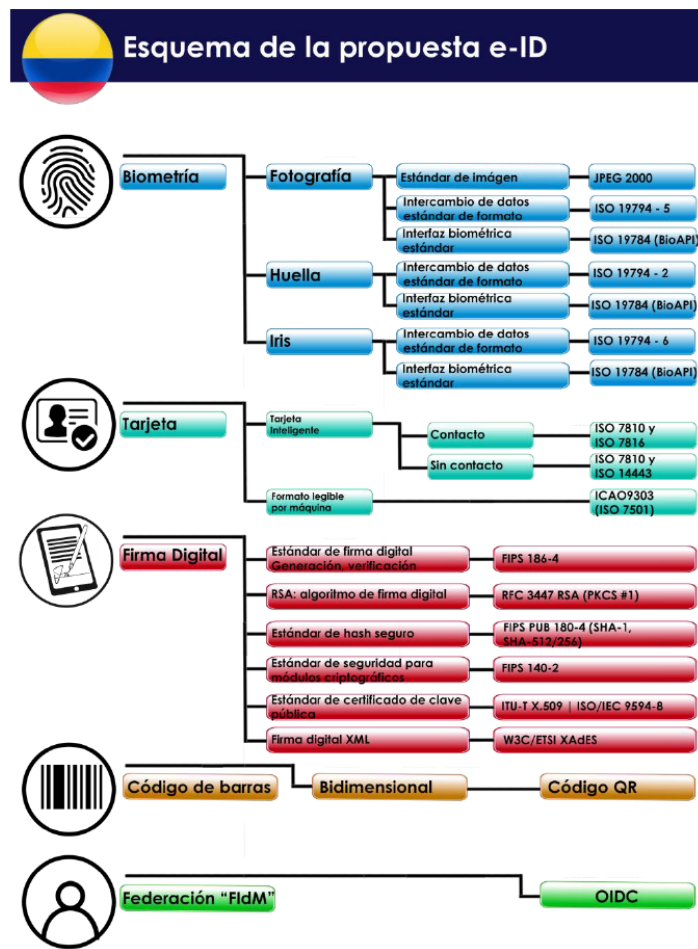 Esquema de la propuesta e-ID
Biometría
Fotografía
Estándar de imágen
JPEG 2000
Intercambio de datos
estándar de formato
ISO 19794 - 5
Interfaz biométrica
estándar
ISO 19784 (BioAPI)
Huella
Intercambio de datos
estándar de formato
ISO 19794 - 2
Interfaz biométrica
estándar
ISO 19784 (BioAPI)
Iris
Intercambio de datos
estándar de formato
ISO 19794 - 6
Interfaz biométrica
estándar
ISO 19784 (BioAPI)
Tarjeta
Tarjeta
Inteligente
Contacto
ISO 7810 y
ISO 7816
Sin contacto
ISO 7810 y
ISO 14443
Formato legible
por máquina
ICAO9303
(ISO 7501)
Firma Digital
Estándar de firma digital
Generación, verificación
FIPS 186-4
RSA: algoritmo de firma digital
RFC 3447 RSA (PKCS #1)
Estándar de hash seguro
FIPS PUB 180-4 (SHA-1,
SHA-512/256)
Estándar de seguridad para
módulos criptográficos
FIPS 140-2
Estándar de certificado de clave
pública
ITU-T X.509 | ISO/IEC 9594-8
Firma digital XML
W3C/ETSI XAdES
Código de barras
Bidimensional
Código QR
Federación "FIdM"
OIDC